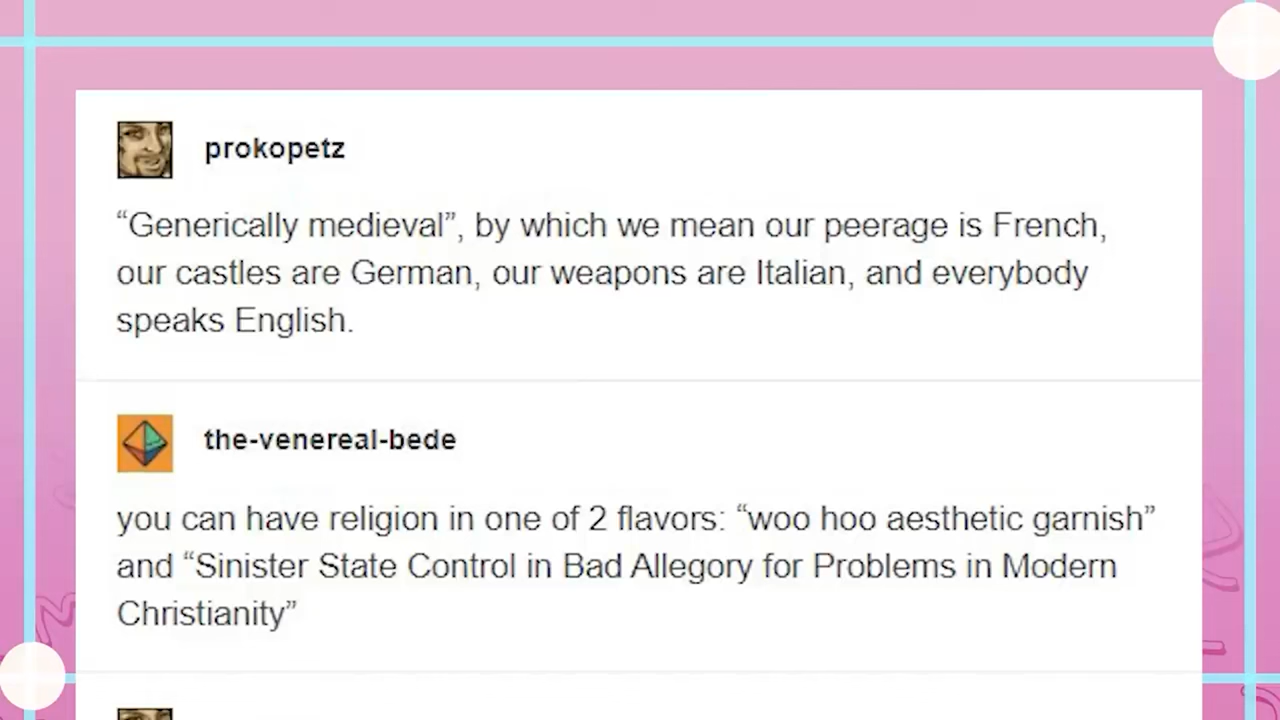 prokopetz
“Generically medieval”, by which we mean our peerage is French,
our castles are German, our weapons are Italian, and everybody
speaks English.
the-venereal-bede
you can have religion in one of 2 flavors: “woo hoo aesthetic garnish”
and “Sinister State Control in Bad Allegory for Problems in Modern
Christianity”